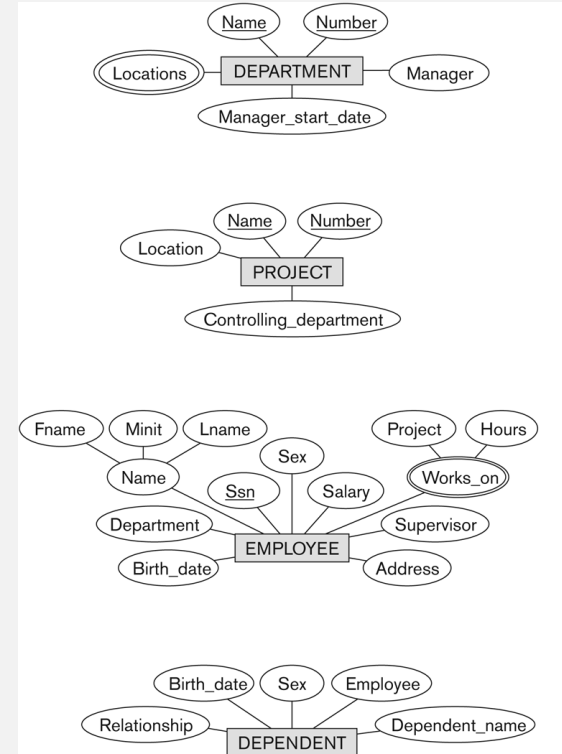 Name
Number
Locations
DEPARTMENT
Manager
Manager_start_date
Name
Number
Location
PROJECT
Controlling_department
Fname
Minit
Lname
Project
Hours
Sex
Name
Works_on
Ssn
Salary
Department
Supervisor
EMPLOYEE
Birth_date
Address
Birth_date
Sex
Employee
Relationship
Dependent_name
DEPENDENT